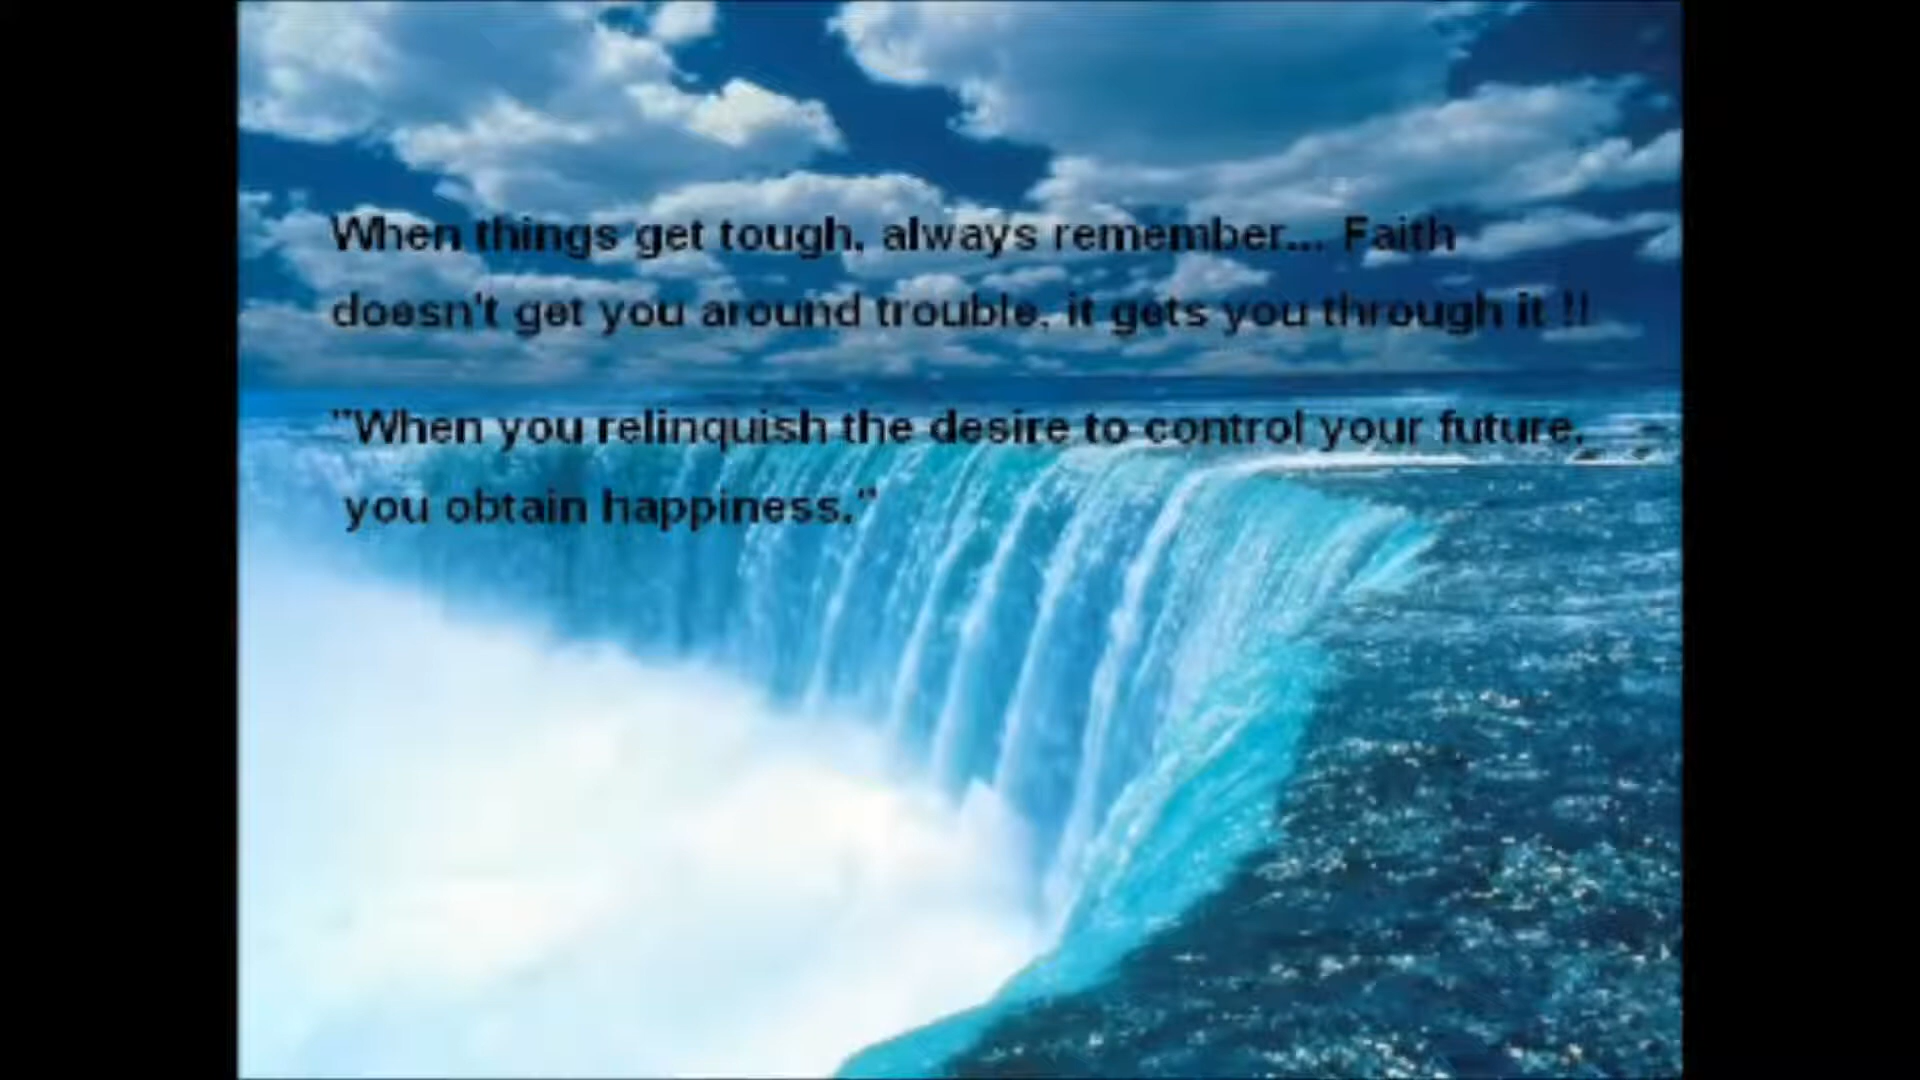 When things get tough, always remember... Faith
doesn't get you around trouble, it gets you through it !!
"When you relinquish the desire to control your future,
you obtain happiness."